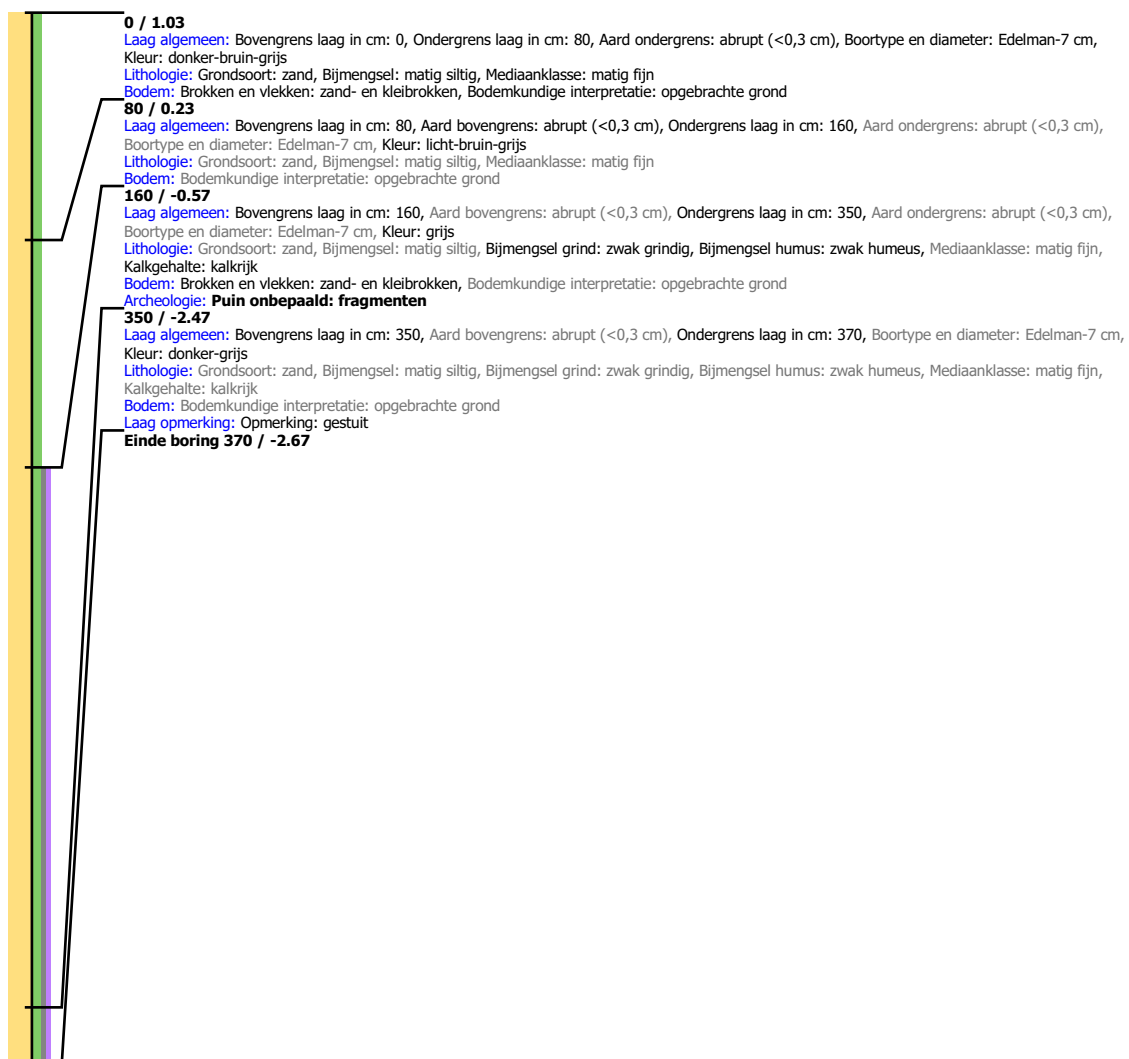 0 / 1.03
Laag algemeen: Bovengrens laag in cm: 0, Ondergrens laag in cm: 80, Aard ondergrens: abrupt (<0,3 cm), Boortype en diameter: Edelman-7 cm,
Kleur: donker-bruin-grijs
Lithologie: Grondsoort: zand, Bijmengsel: matig siltig, Mediaanklasse: matig fijn
Bodem: Brokken en vlekken: zand- en kleibrokken, Bodemkundige interpretatie: opgebrachte grond
80 / 0.23
Laag algemeen: Bovengrens laag in cm: 80, Aard bovengrens: abrupt (<0,3 cm), Ondergrens laag in cm: 160, Aard ondergrens: abrupt (<0,3 cm),
Boortype en diameter: Edelman-7 cm, Kleur: licht-bruin-grijs
Lithologie: Grondsoort: zand, Bijmengsel: matig siltig, Mediaanklasse: matig fijn
Bodem: Bodemkundige interpretatie: opgebrachte grond
160 / -0.57
Laag algemeen: Bovengrens laag in cm: 160, Aard bovengrens: abrupt (<0,3 cm), Ondergrens laag in cm: 350, Aard ondergrens: abrupt (<0,3 cm),
Boortype en diameter: Edelman-7 cm, Kleur: grijs
Lithologie: Grondsoort: zand, Bijmengsel: matig siltig, Bijmengsel grind: zwak grindig, Bijmengsel humus: zwak humeus, Mediaanklasse: matig fijn,
Kalkgehalte: kalkrijk
Bodem: Brokken en vlekken: zand- en kleibrokken, Bodemkundige interpretatie: opgebrachte grond
Archeologie: Puin onbepaald: fragmenten
350 / -2.47
Laag algemeen: Bovengrens laag in cm: 350, Aard bovengrens: abrupt (<0,3 cm), Ondergrens laag in cm: 370, Boortype en diameter: Edelman-7 cm,
Kleur: donker-grijs
Lithologie: Grondsoort: zand, Bijmengsel: matig siltig, Bijmengsel grind: zwak grindig, Bijmengsel humus: zwak humeus, Mediaanklasse: matig fijn,
Kalkgehalte: kalkrijk
Bodem: Bodemkundige interpretatie: opgebrachte grond
Laag opmerking: Opmerking: gestuit
Einde boring 370 / -2.67